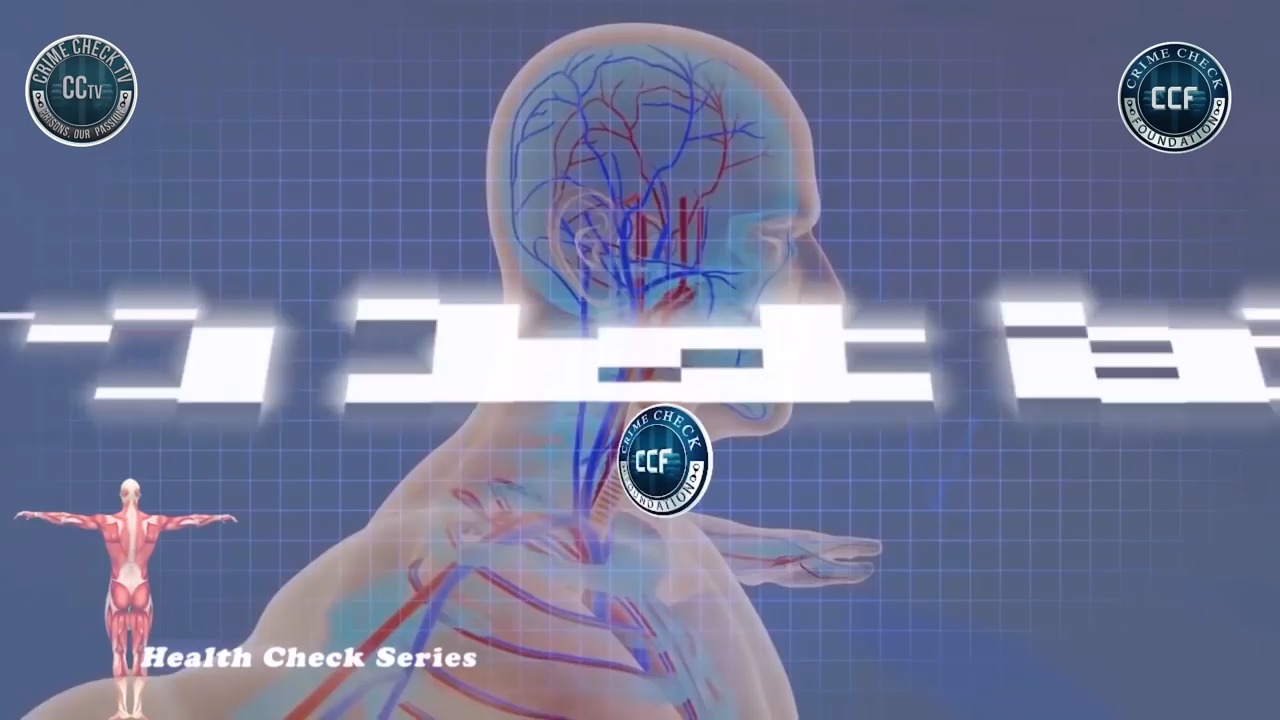 CRIME CHECK TV
CCTV
PRISONS, OUR PASSION
CRIME CHECK
CCF
FOUNDATION
CRIME CHECK
CCF
FOUNDATION
Health Check Series